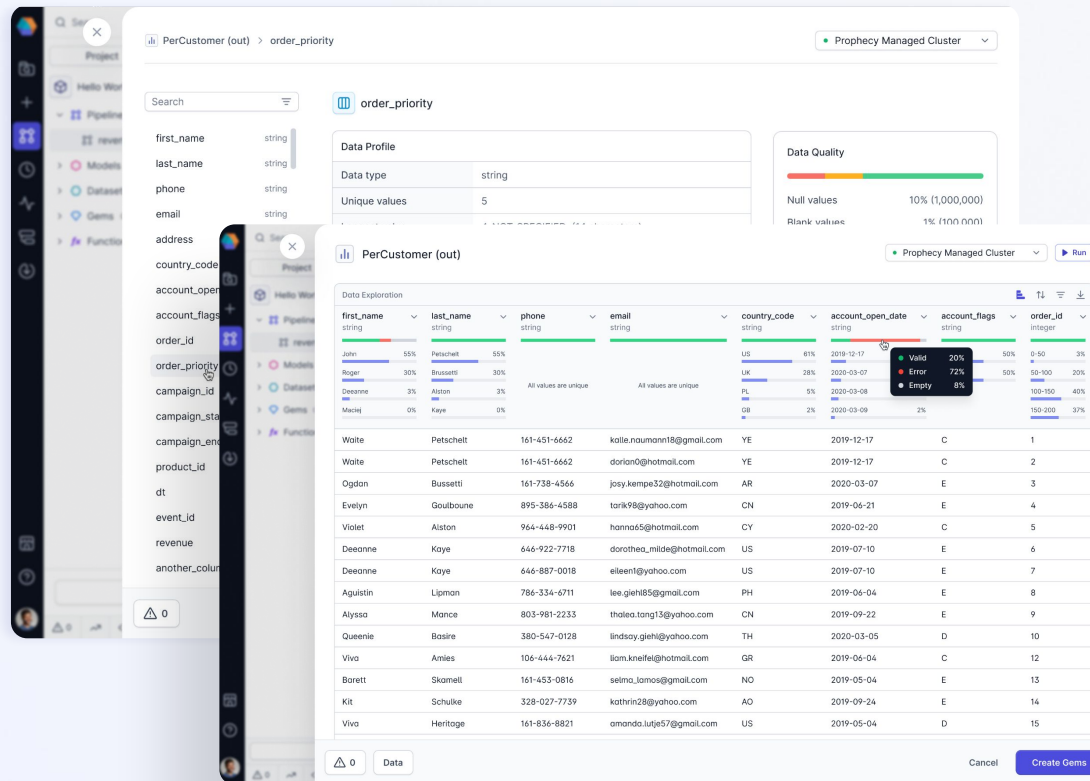 PerCustomer (out) > order_priority
Prophecy Managed Cluster
Project
Hello Wor
Pipeline
Models
Dataset
Gems
Functio
Search
first_name string
last_name string
phone string
email string
address
country_code
account_open
account_flags
order_id
order_priority
campaign_id
campaign_sta
campaign_end
product_id
dt
event_id
revenue
another_colum
0
order_priority
Data Profile
Data type string
Unique values 5
Data Quality
Null values 10% (1,000,000)
Blank values 1% (100,000)
Project
Hello Wor
Pipeline
Models
Dataset
Gems
Functio
PerCustomer (out)
Prophecy Managed Cluster
Run
Data Exploration
first_name last_name phone email country_code account_open_date account_flags order_id
string string string string string string string integer
John 55% Petschelt 55% US 61% 2019-12-17 50% 0-50 3%
Roger 30% Brussetti 30% UK 28% 2020-03-07 50% 50-100 20%
All values are unique All values are unique
Deeanne 3% Alston 3% PL 5% 2020-03-08 100-150 40%
Maciej 0% Kaye 0% GB 2% 2020-03-09 2% 150-200 37%
Valid 20%
Error 72%
Empty 8%
Waite Petschelt 161-451-6662 kalle.naumann18@gmail.com YE 2019-12-17 C 1
Waite Petschelt 161-451-6662 dorian0@hotmail.com YE 2019-12-17 C 2
Ogdan Bussetti 161-738-4566 josy.kempe32@hotmail.com AR 2020-03-07 E 3
Evelyn Goulboune 895-386-4588 tarik98@yahoo.com CN 2019-06-21 E 4
Violet Alston 964-448-9901 hanna65@hotmail.com CY 2020-02-20 C 5
Deeanne Kaye 646-922-7718 dorothea_milde@hotmail.com US 2019-07-10 E 6
Deeanne Kaye 646-887-0018 eileen1@yahoo.com US 2019-07-10 E 7
Aguistin Lipman 786-334-6711 lee.giehl85@gmail.com PH 2019-06-04 E 8
Alyssa Mance 803-981-2233 thalea.tang13@yahoo.com CN 2019-09-22 E 9
Queenie Basire 380-547-0128 lindsay.giehl@yahoo.com TH 2020-03-05 D 10
Viva Amies 106-444-7621 liam.kneifel@hotmail.com GR 2019-06-04 C 12
Barett Skamell 161-453-0816 selma_lamos@gmail.com NO 2019-05-04 E 13
Kit Schulke 328-027-7739 kathrin28@yahoo.com AO 2019-09-24 E 14
Viva Heritage 161-836-8821 amanda.lutje57@gmail.com US 2019-05-04 D 15
0
Data
Cancel
Create Gems